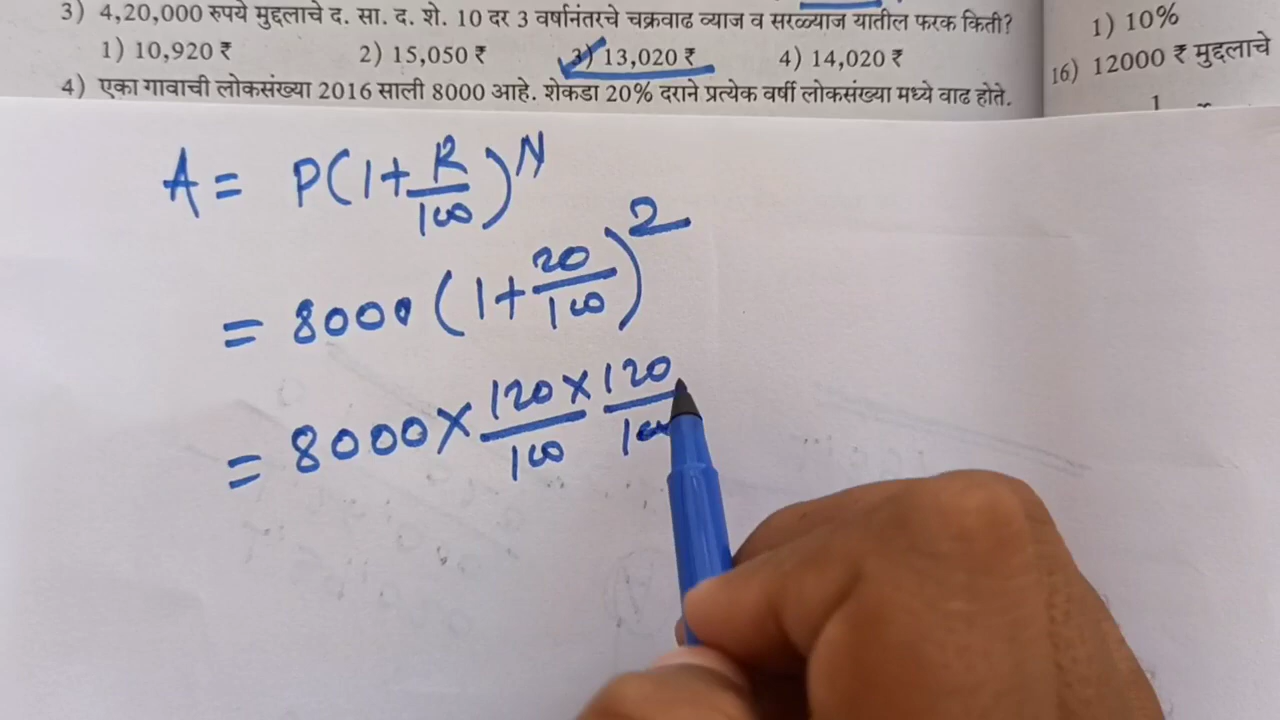 3) 4,20,000 रुपये मुद्दलाचे द. सा. द. शे. 10 दर 3 वर्षानंतरचे चक्रवाढ व्याज व सरळव्याज यातील फरक किती?
1) 10,920 ₹ 2) 15,050 ₹ 3) 13,020 ₹ 4) 14,020 ₹
4) एका गावाची लोकसंख्या 2016 साली 8000 आहे. शेकडा 20% दराने प्रत्येक वर्षी लोकसंख्या मध्ये वाढ होते.
1) 10%
16) 12000 ₹ मुद्दलाचे
1
A = P(1+R/100)^N
= 8000 (1+20/100)^2
= 8000 × 120/100 × 120/100